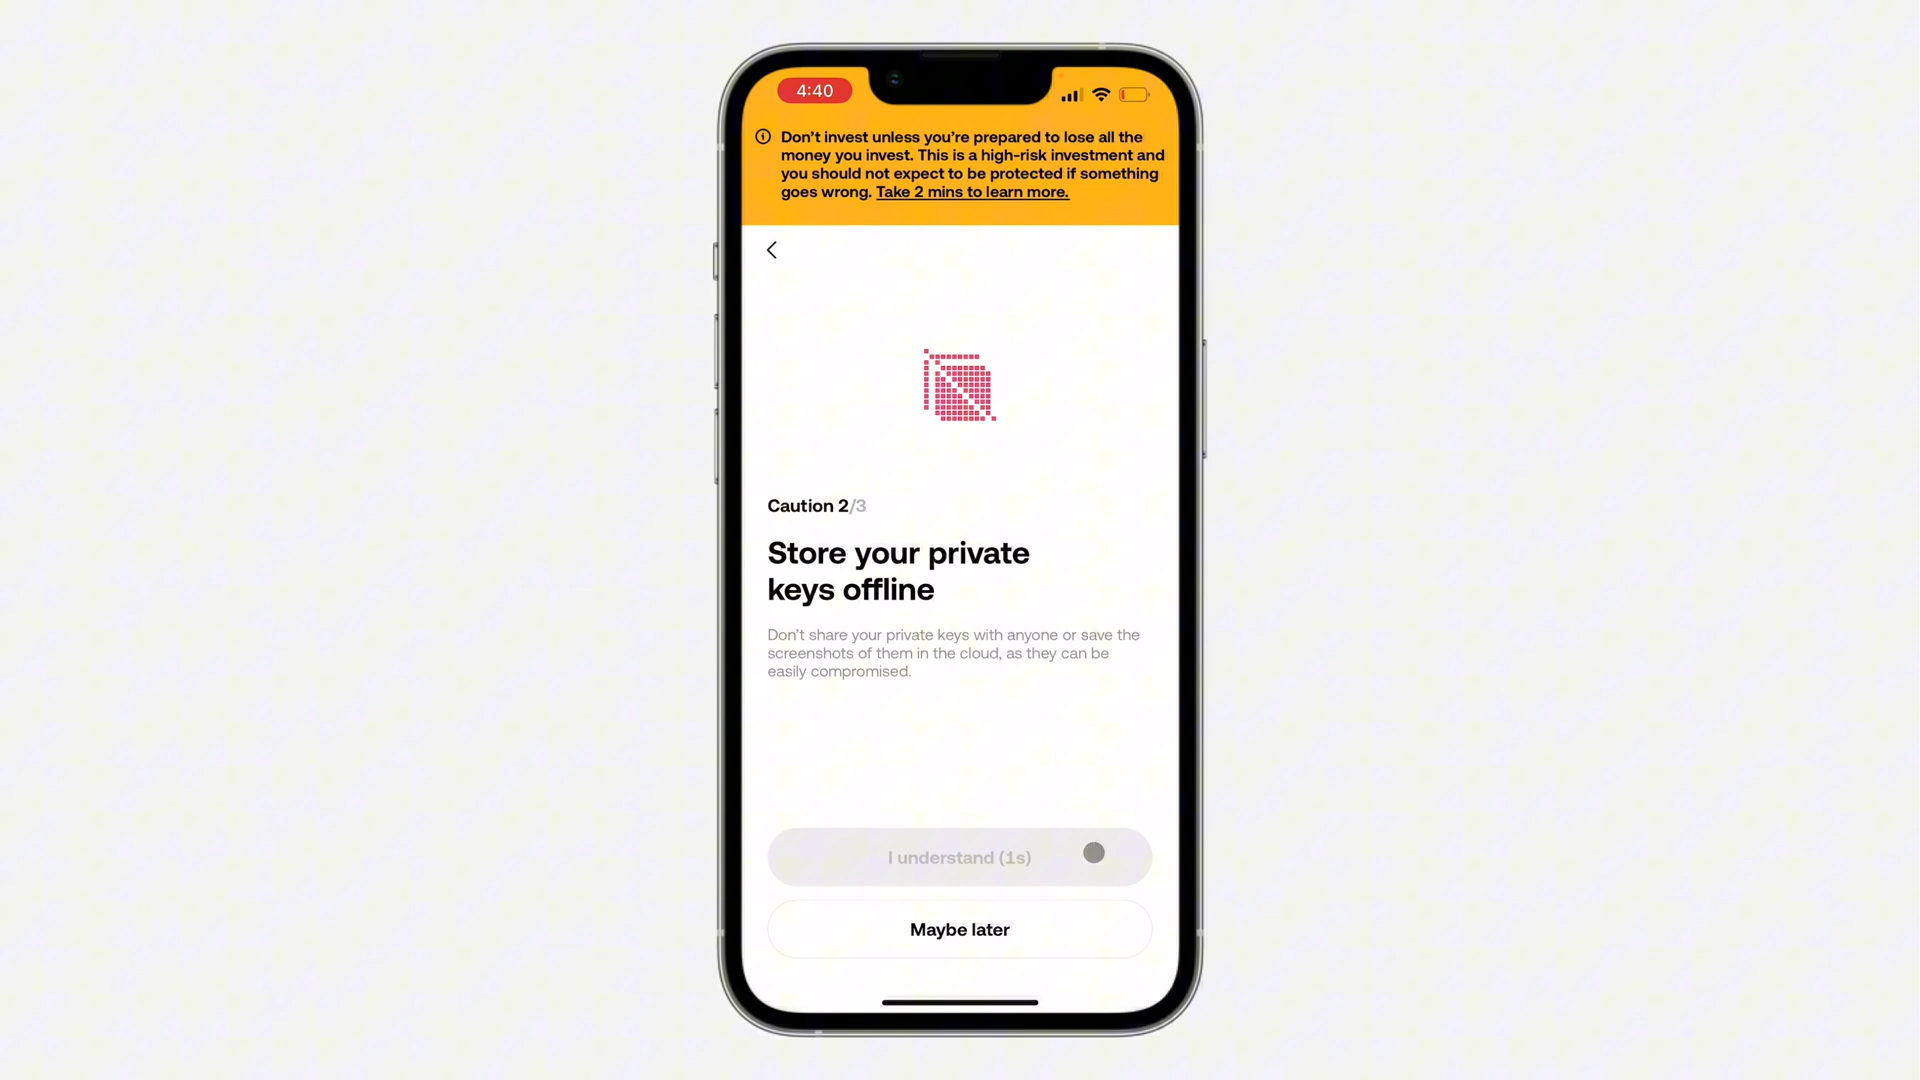 4:40
Don’t invest unless you’re prepared to lose all the
money you invest. This is a high-risk investment and
you should not expect to be protected if something
goes wrong. Take 2 mins to learn more.
Caution 2/3
Store your private
keys offline
Don’t share your private keys with anyone or save the
screenshots of them in the cloud, as they can be
easily compromised.
I understand (1s)
Maybe later